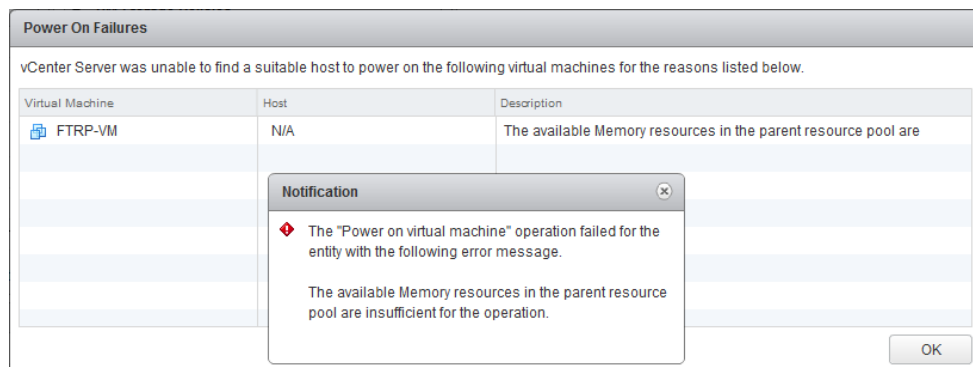 Power On Failures
vCenter Server was unable to find a suitable host to power on the following virtual machines for the reasons listed below.
Virtual Machine Host Description
FTRP-VM N/A The available Memory resources in the parent resource pool are
Notification
The "Power on virtual machine" operation failed for the
entity with the following error message.
The available Memory resources in the parent resource
pool are insufficient for the operation.
OK